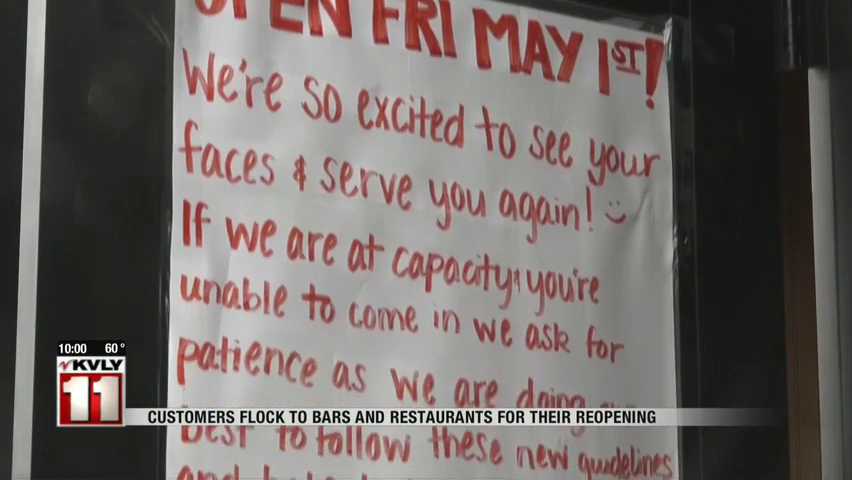 OPEN FRI MAY 1ST!
We're so excited to see your
faces & serve you again!
If we are at capacity & you're
unable to come in we ask for
patience as we are doing
best to follow these new guidelines
and
10:00 60°
KVLY
11
CUSTOMERS FLOCK TO BARS AND RESTAURANTS FOR THEIR REOPENING